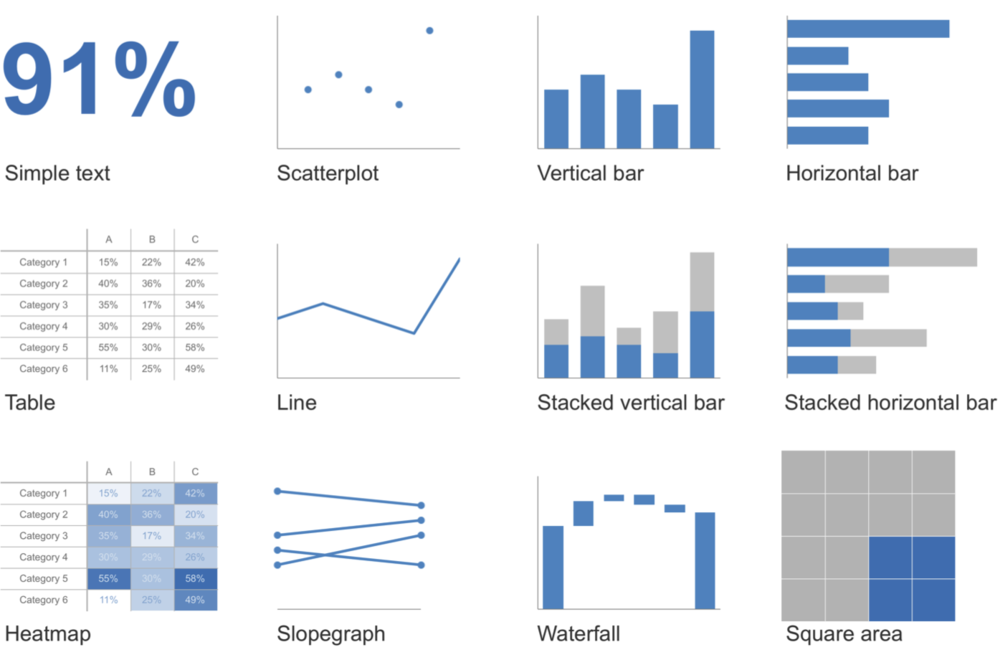 91%
Simple text
Scatterplot
Vertical bar
Horizontal bar
A B C
Category 1 15% 22% 42%
Category 2 40% 36% 20%
Category 3 35% 17% 34%
Category 4 30% 29% 26%
Category 5 55% 30% 58%
Category 6 11% 25% 49%
Table
Line
Stacked vertical bar
Stacked horizontal bar
A B C
Category 1 15% 22% 42%
Category 2 40% 36% 20%
Category 3 35% 17% 34%
Category 4 30% 29% 26%
Category 5 55% 30% 58%
Category 6 11% 25% 49%
Heatmap
Slopegraph
Waterfall
Square area